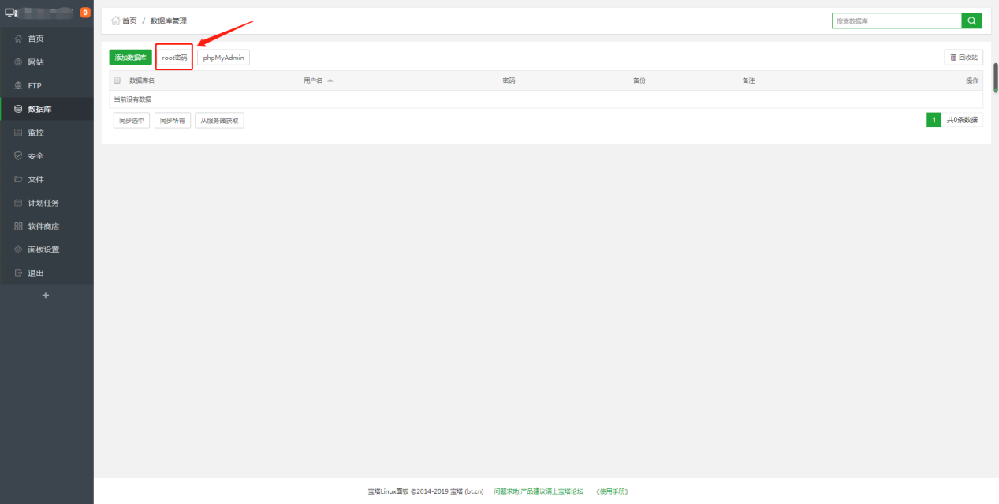 0
首页
网站
FTP
数据库
监控
安全
文件
计划任务
软件商店
面板设置
退出
+
首页 / 数据库管理
搜索数据库
添加数据库 root密码 phpMyAdmin 回收站
数据库名 用户名 密码 备份 备注 操作
当前没有数据
同步选中 同步所有 从服务器获取 1 共0条数据
宝塔Linux面板 ©2014-2019 宝塔 (bt.cn) 问题求助|产品建议请上宝塔论坛 《使用手册》